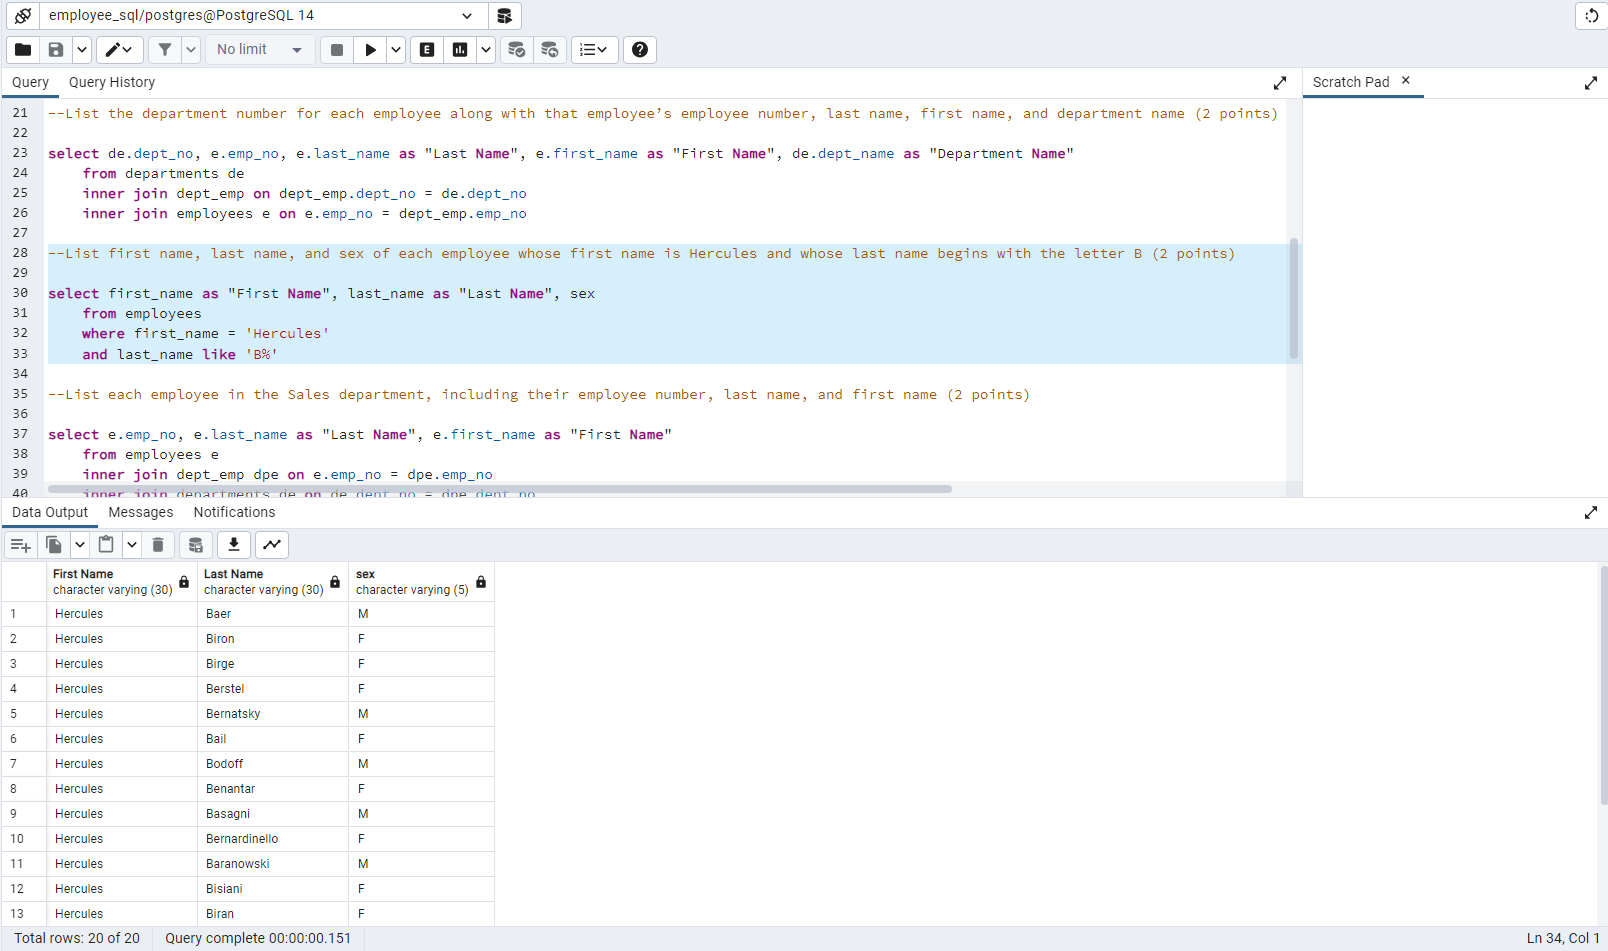 employee_sql/postgres@PostgreSQL 14
No limit
E
Query Query History
Scratch Pad
21 --List the department number for each employee along with that employee’s employee number, last name, first name, and department name (2 points)
22
23 select de.dept_no, e.emp_no, e.last_name as "Last Name", e.first_name as "First Name", de.dept_name as "Department Name"
24 from departments de
25 inner join dept_emp on dept_emp.dept_no = de.dept_no
26 inner join employees e on e.emp_no = dept_emp.emp_no
27
28 --List first name, last name, and sex of each employee whose first name is Hercules and whose last name begins with the letter B (2 points)
29
30 select first_name as "First Name", last_name as "Last Name", sex
31 from employees
32 where first_name = 'Hercules'
33 and last_name like 'B%'
34
35 --List each employee in the Sales department, including their employee number, last name, and first name (2 points)
36
37 select e.emp_no, e.last_name as "Last Name", e.first_name as "First Name"
38 from employees e
39 inner join dept_emp dpe on e.emp_no = dpe.emp_no
40 inner join departments de on de.dept_no = dpe.dept_no
Data Output Messages Notifications
First Name Last Name sex
character varying (30) character varying (30) character varying (5)
1 Hercules Baer M
2 Hercules Biron F
3 Hercules Birge F
4 Hercules Berstel F
5 Hercules Bernatsky M
6 Hercules Bail F
7 Hercules Bodoff M
8 Hercules Benantar F
9 Hercules Basagni M
10 Hercules Bernardinello F
11 Hercules Baranowski M
12 Hercules Bisiani F
13 Hercules Biran F
Total rows: 20 of 20 Query complete 00:00:00.151 Ln 34, Col 1